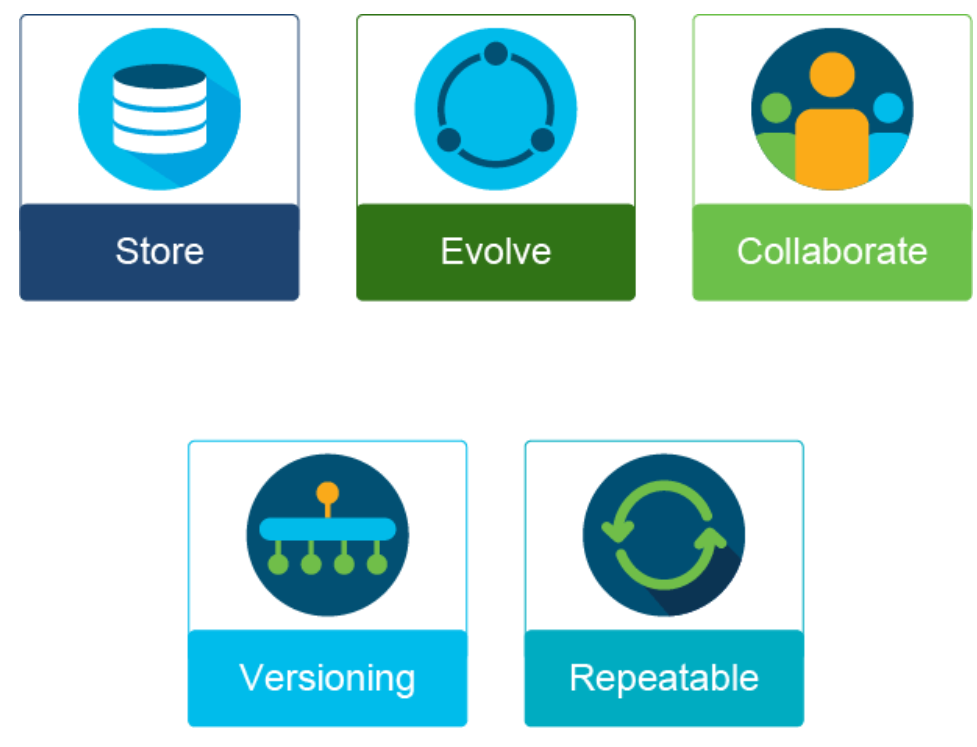 Store
Evolve
Collaborate
Versioning
Repeatable